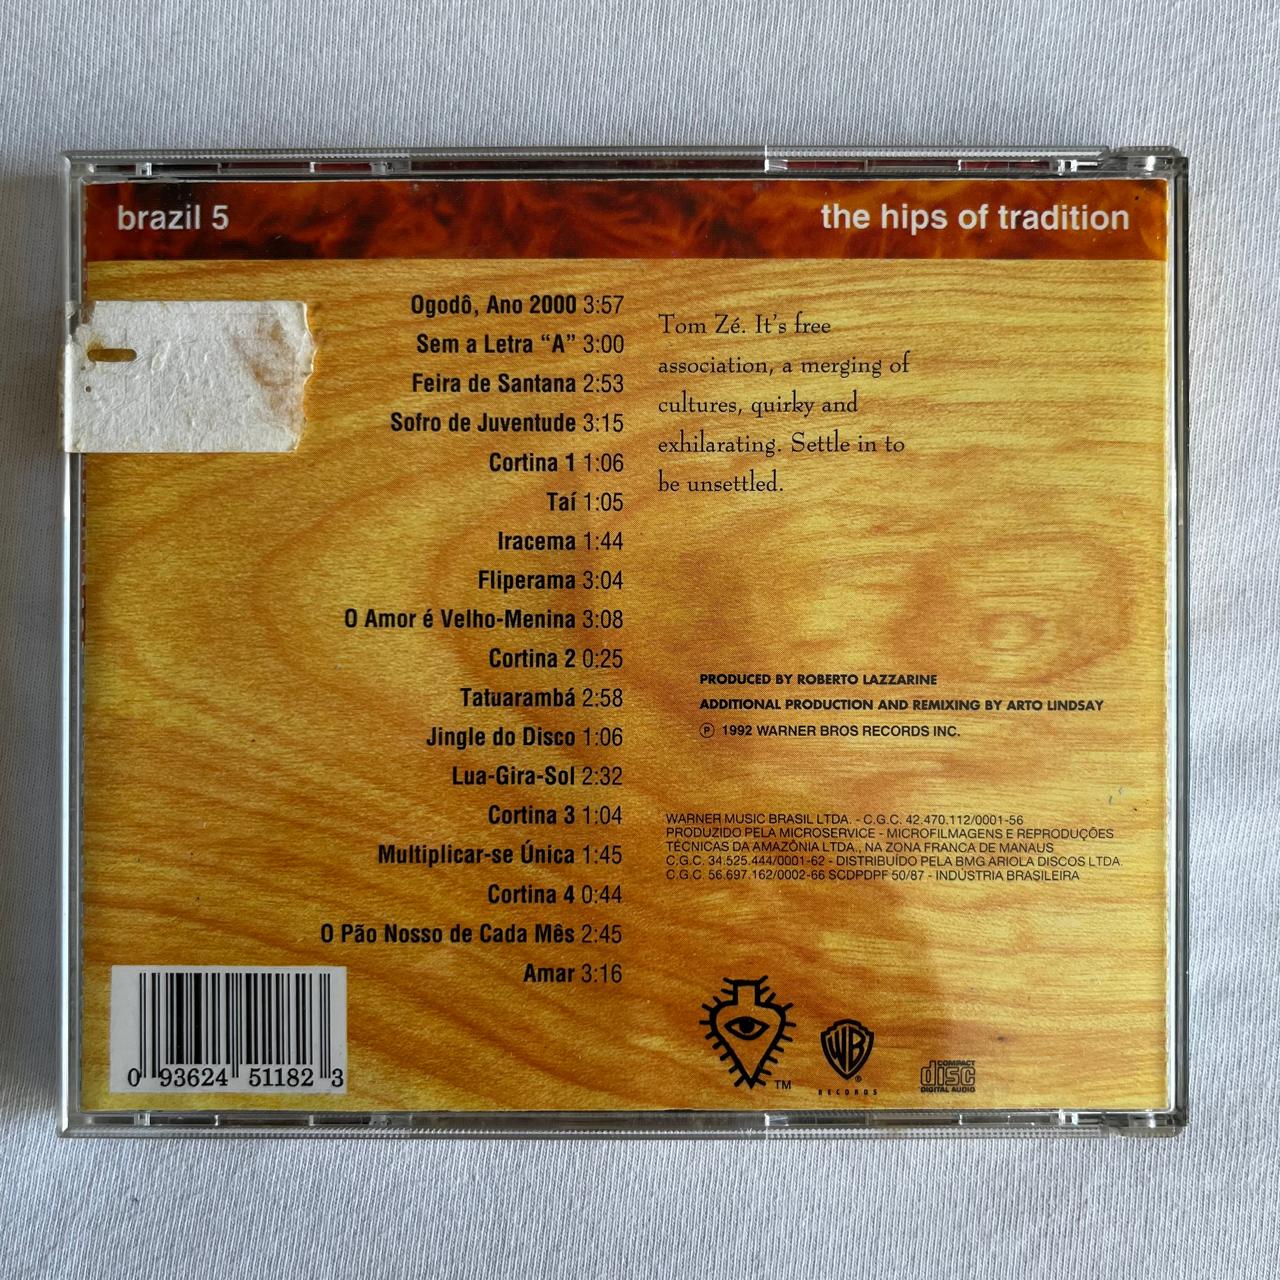 brazil 5
the hips of tradition
Ogodô, Ano 2000 3:57
Sem a Letra “A” 3:00
Feira de Santana 2:53
Sofro de Juventude 3:15
Cortina 1 1:06
Taí 1:05
Iracema 1:44
Fliperama 3:04
O Amor é Velho-Menina 3:08
Cortina 2 0:25
Tatuarambá 2:58
Jingle do Disco 1:06
Lua-Gira-Sol 2:32
Cortina 3 1:04
Multiplicar-se Única 1:45
Cortina 4 0:44
O Pão Nosso de Cada Mês 2:45
Amar 3:16
Tom Zé. It’s free
association, a merging of
cultures, quirky and
exhilarating. Settle in to
be unsettled.
PRODUCED BY ROBERTO LAZZARINE
ADDITIONAL PRODUCTION AND REMIXING BY ARTO LINDSAY
℗ 1992 WARNER BROS RECORDS INC.
WARNER MUSIC BRASIL LTDA. - C.G.C. 42.470.112/0001-56
PRODUZIDO PELA MICROSERVICE - MICROFILMAGENS E REPRODUÇÕES
TÉCNICAS DA AMAZÔNIA LTDA., NA ZONA FRANCA DE MANAUS
C.G.C. 34.525.444/0001-62 - DISTRIBUÍDO PELA BMG ARIOLA DISCOS LTDA.
C.G.C. 56.697.162/0002-66 SCDPDPF 50/87 - INDÚSTRIA BRASILEIRA
0 93624 51182 3
TM
WB ®
RECORDS
COMPACT
disc
DIGITAL AUDIO